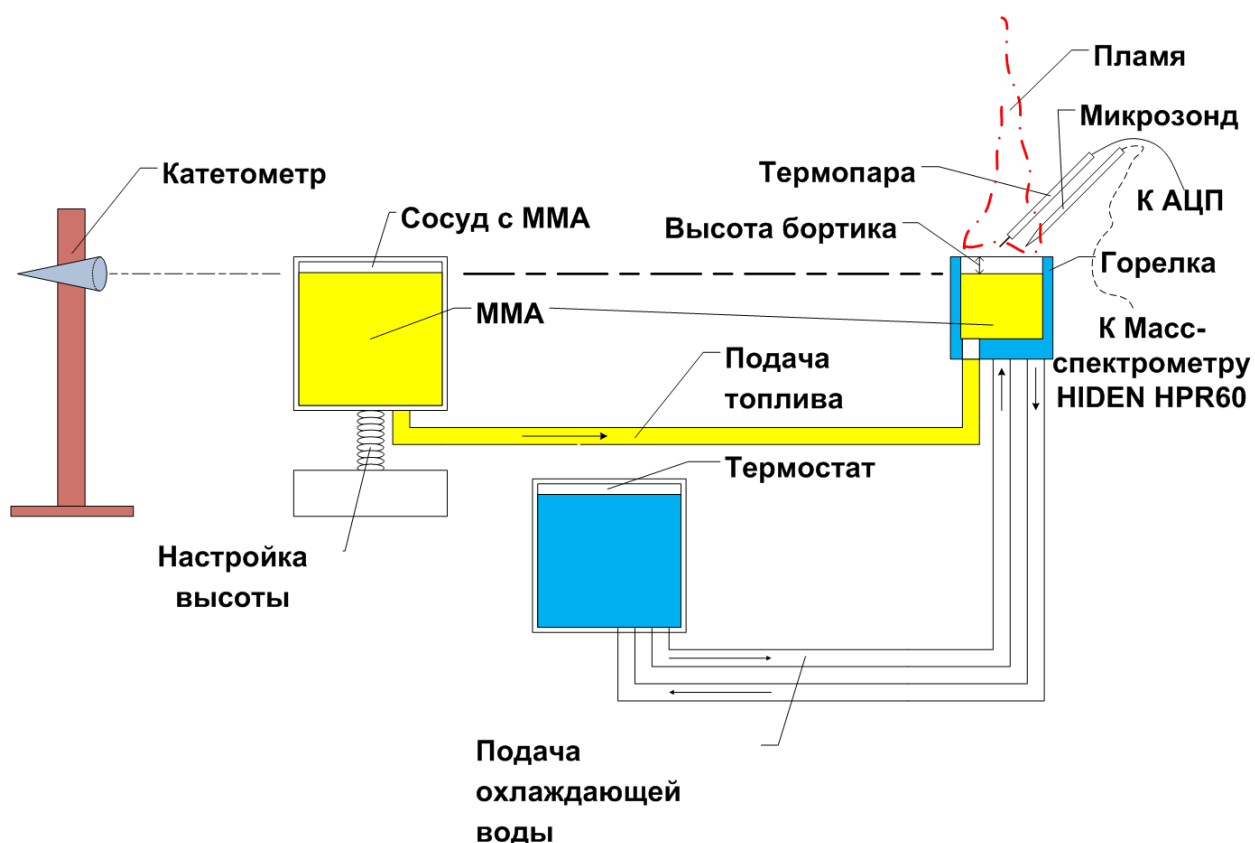 Пламя
Микрозонд
Катетометр
Термопара
К АЦП
Сосуд с ММА
Высота бортика
Горелка
ММА
К Масс-
спектрометру
HIDEN HPR60
Подача
топлива
Термостат
Настройка
высоты
Подача
охлаждающей
воды